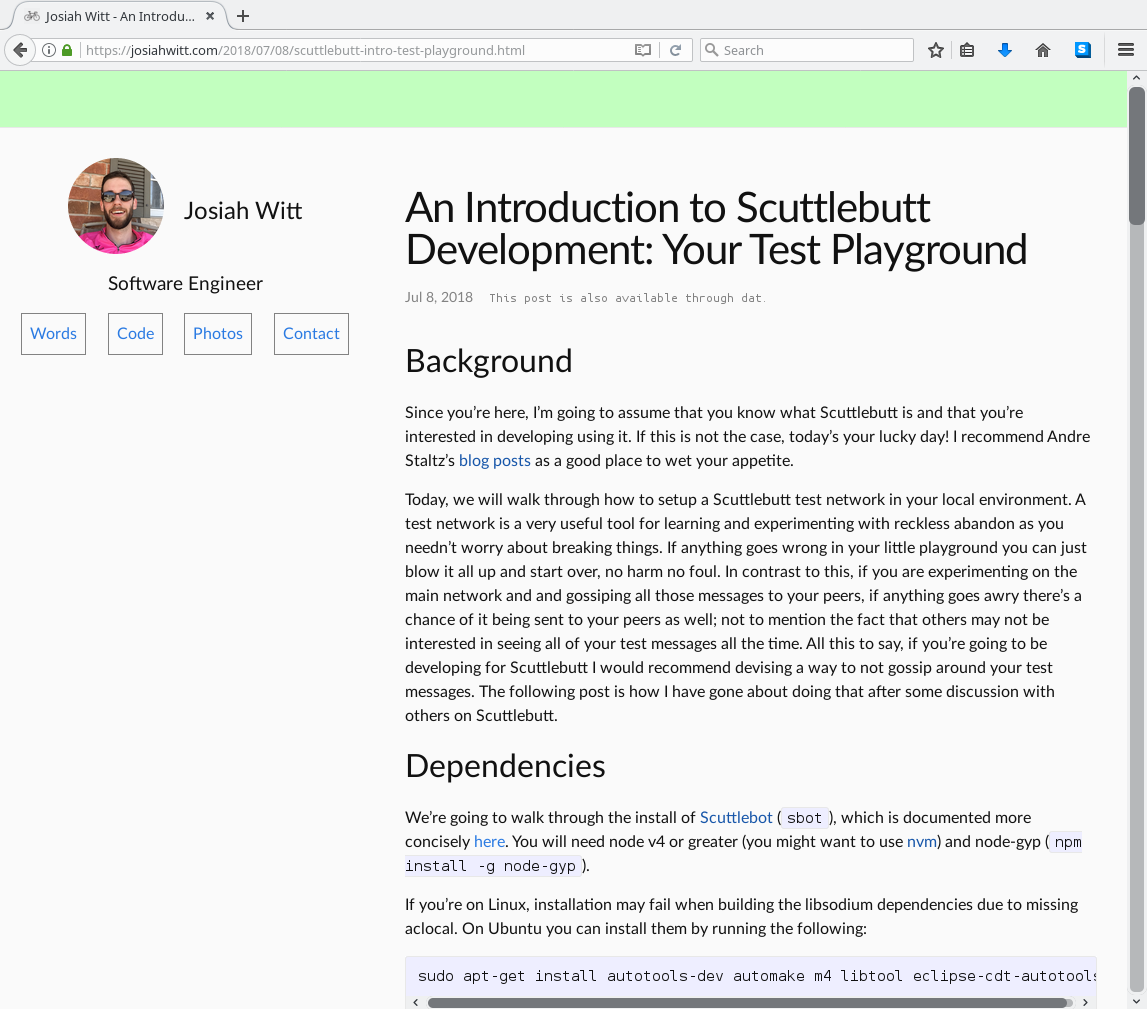 Josiah Witt - An Introdu...
https://josiahwitt.com/2018/07/08/scuttlebutt-intro-test-playground.html
Search
S
Josiah Witt
Software Engineer
Words
Code
Photos
Contact
An Introduction to Scuttlebutt
Development: Your Test Playground
Jul 8, 2018 This post is also available through dat.
Background
Since you’re here, I’m going to assume that you know what Scuttlebutt is and that you’re
interested in developing using it. If this is not the case, today’s your lucky day! I recommend Andre
Staltz’s blog posts as a good place to wet your appetite.
Today, we will walk through how to setup a Scuttlebutt test network in your local environment. A
test network is a very useful tool for learning and experimenting with reckless abandon as you
needn’t worry about breaking things. If anything goes wrong in your little playground you can just
blow it all up and start over, no harm no foul. In contrast to this, if you are experimenting on the
main network and and gossiping all those messages to your peers, if anything goes awry there’s a
chance of it being sent to your peers as well; not to mention the fact that others may not be
interested in seeing all of your test messages all the time. All this to say, if you’re going to be
developing for Scuttlebutt I would recommend devising a way to not gossip around your test
messages. The following post is how I have gone about doing that after some discussion with
others on Scuttlebutt.
Dependencies
We’re going to walk through the install of Scuttlebot ( sbot ), which is documented more
concisely here. You will need node v4 or greater (you might want to use nvm) and node-gyp ( npm
install -g node-gyp ).
If you’re on Linux, installation may fail when building the libsodium dependencies due to missing
aclocal. On Ubuntu you can install them by running the following:
sudo apt-get install autotools-dev automake m4 libtool eclipse-cdt-autotools